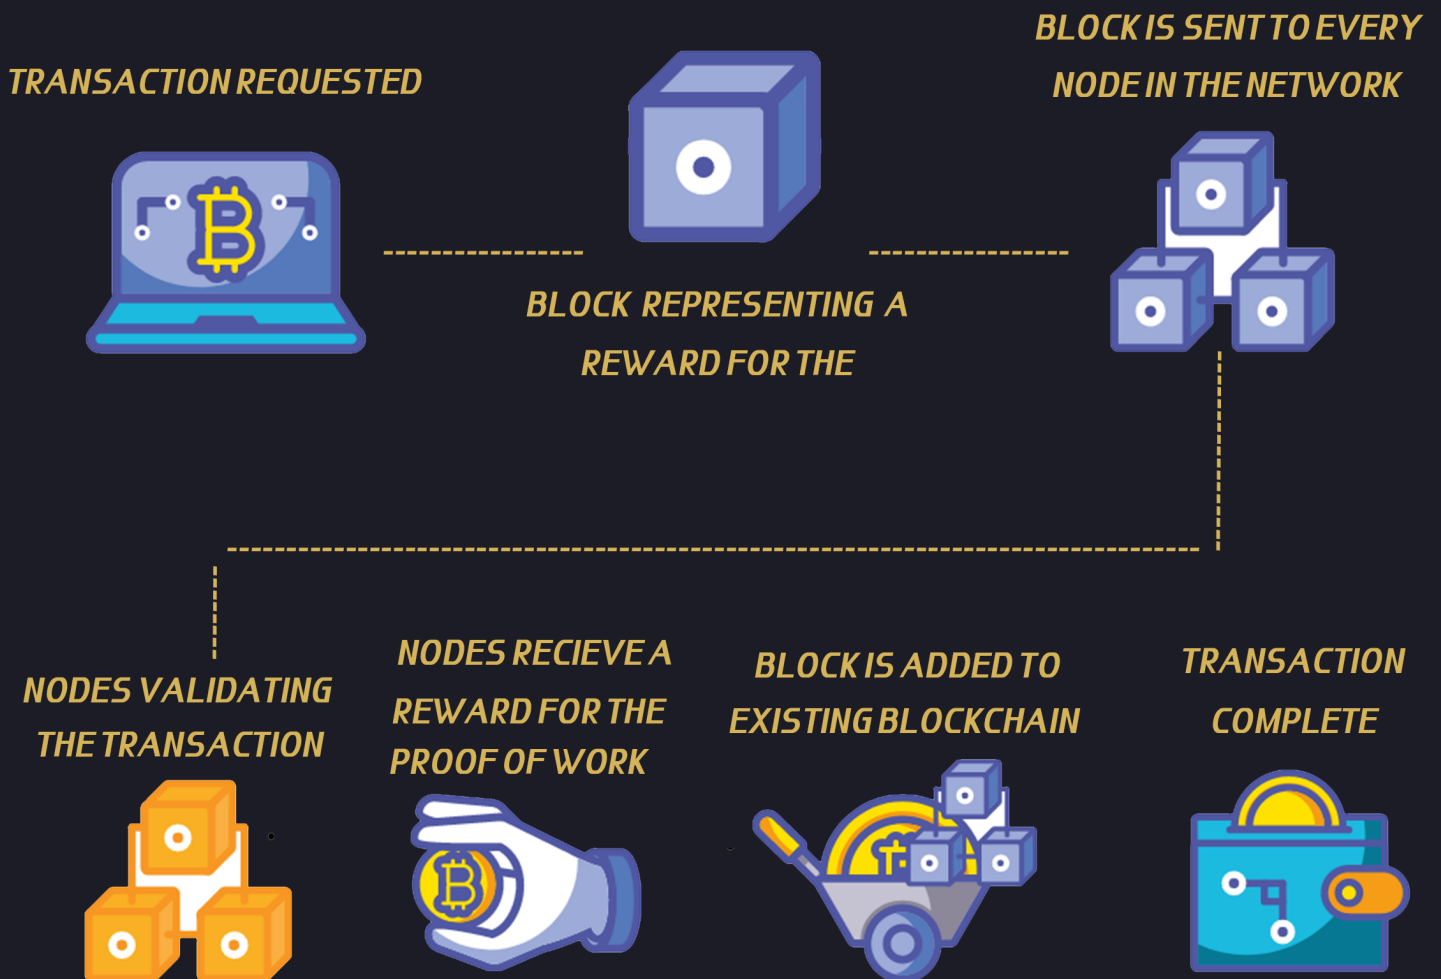 TRANSACTION REQUESTED
BLOCK REPRESENTING A
REWARD FOR THE
BLOCK IS SENT TO EVERY
NODE IN THE NETWORK
NODES VALIDATING
THE TRANSACTION
NODES RECIEVE A
REWARD FOR THE
PROOF OF WORK
BLOCK IS ADDED TO
EXISTING BLOCKCHAIN
TRANSACTION
COMPLETE